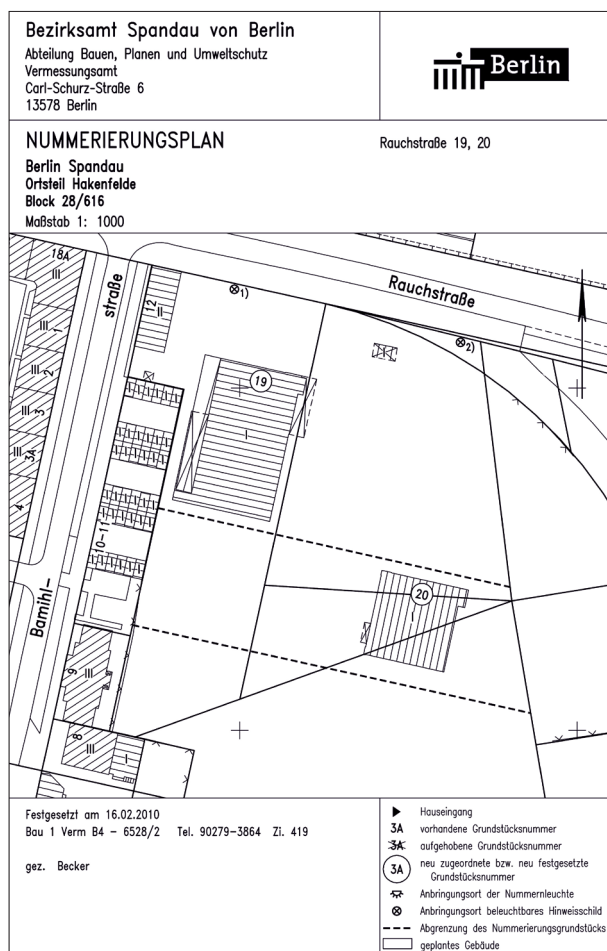 Bezirksamt Spandau von Berlin
Abteilung Bauen, Planen und Umweltschutz
Vermessungsamt
Carl-Schurz-Straße 6
13578 Berlin
Berlin
NUMMERIERUNGSPLAN
Rauchstraße 19, 20
Berlin Spandau
Ortsteil Hakenfelde
Block 28/616
Maßstab 1: 1000
18A
III
straße
Rauchstraße
12
II
1)
2)
III
1
19
III
2
I
III
3
III
3A
4
10-11
20
I
Bamihl-
9
III
8
III
I
Festgesetzt am 16.02.2010
Bau 1 Verm B4 - 6528/2 Tel. 90279-3864 Zi. 419
gez. Becker
Hauseingang
3A vorhandene Grundstücksnummer
3A aufgehobene Grundstücksnummer
3A neu zugeordnete bzw. neu festgesetzte
Grundstücksnummer
Anbringungsort der Nummernleuchte
Anbringungsort beleuchtbares Hinweisschild
Abgrenzung des Nummerierungsgrundstücks
geplantes Gebäude